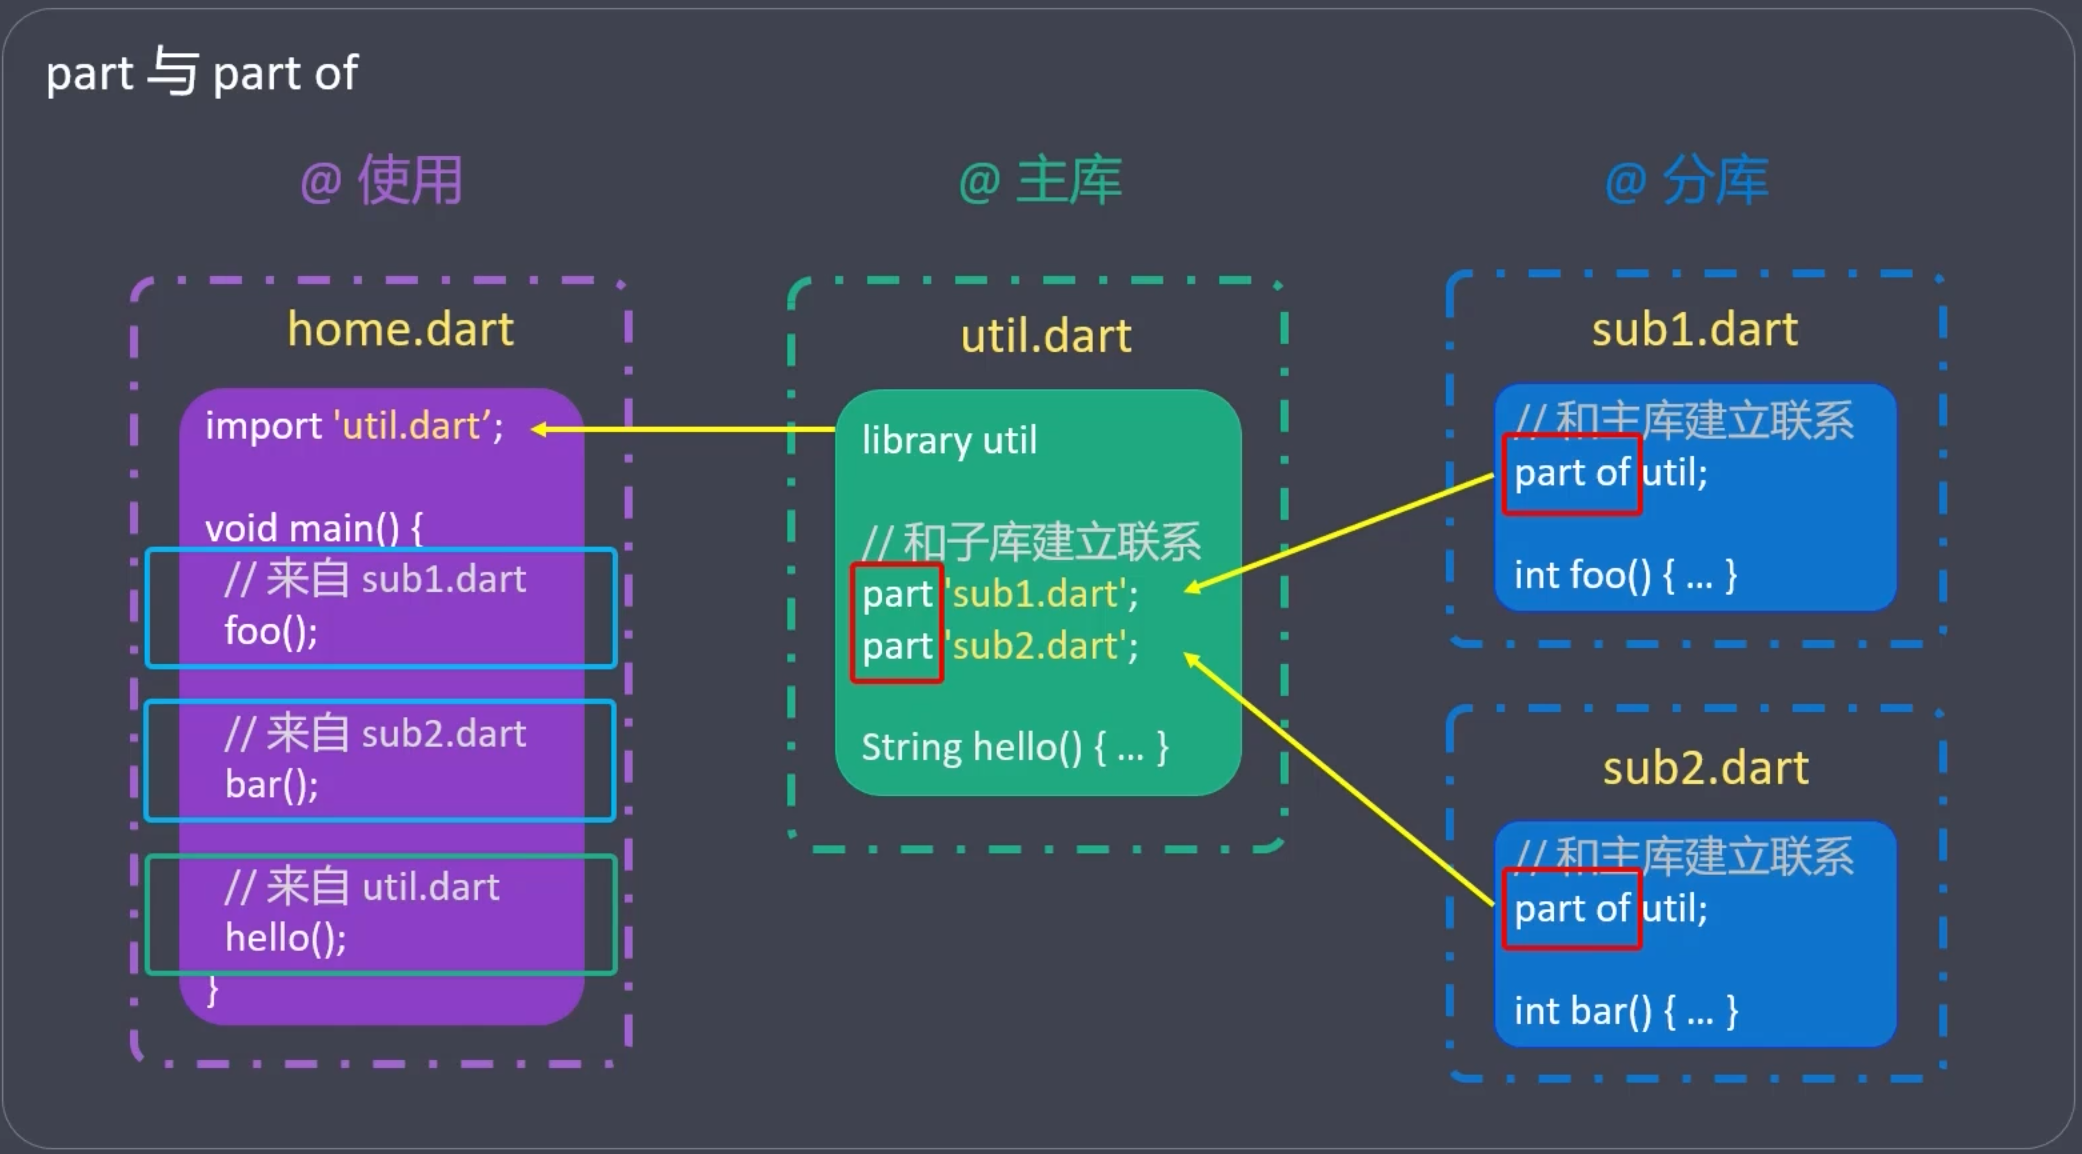 part 与 part of
@ 使用
home.dart
import 'util.dart’;
void main() {
// 来自 sub1.dart
foo();
// 来自 sub2.dart
bar();
// 来自 util.dart
hello();
}
@ 主库
util.dart
library util
// 和子库建立联系
part 'sub1.dart';
part 'sub2.dart';
String hello() { ... }
@ 分库
sub1.dart
// 和主库建立联系
part of util;
int foo() { ... }
sub2.dart
// 和主库建立联系
part of util;
int bar() { ... }